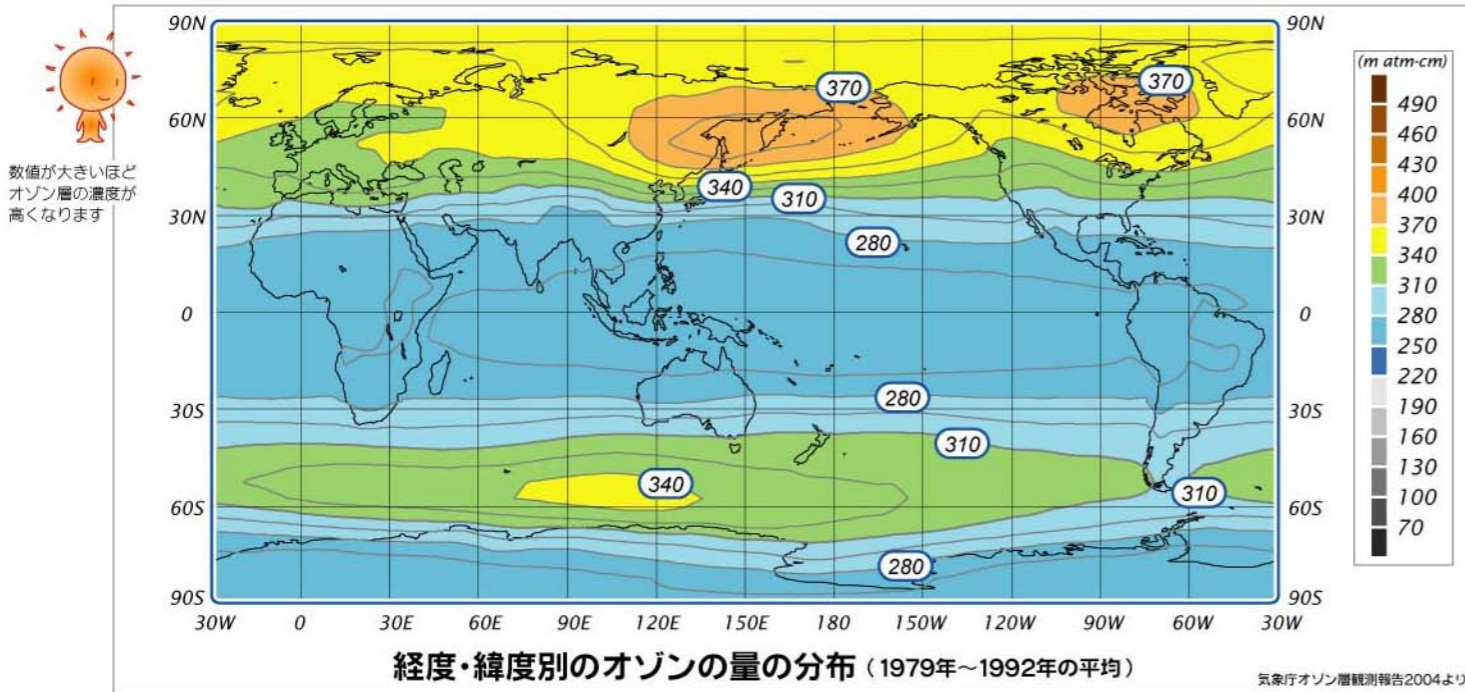 90N
90N
370
370
(m atm-cm)
490
60N
60N
460
数値が大きいほど
オゾン層の濃度が
高くなります
430
340
310
400
30N
30N
370
280
340
310
0
0
280
250
220
280
190
30S
30S
160
310
130
340
310
100
60S
60S
70
280
90S
90S
30W 0 30E 60E 90E 120E 150E 180 150W 120W 90W 60W 30W
経度・緯度別のオゾンの量の分布（1979年～1992年の平均）
気象庁オゾン層観測報告2004より